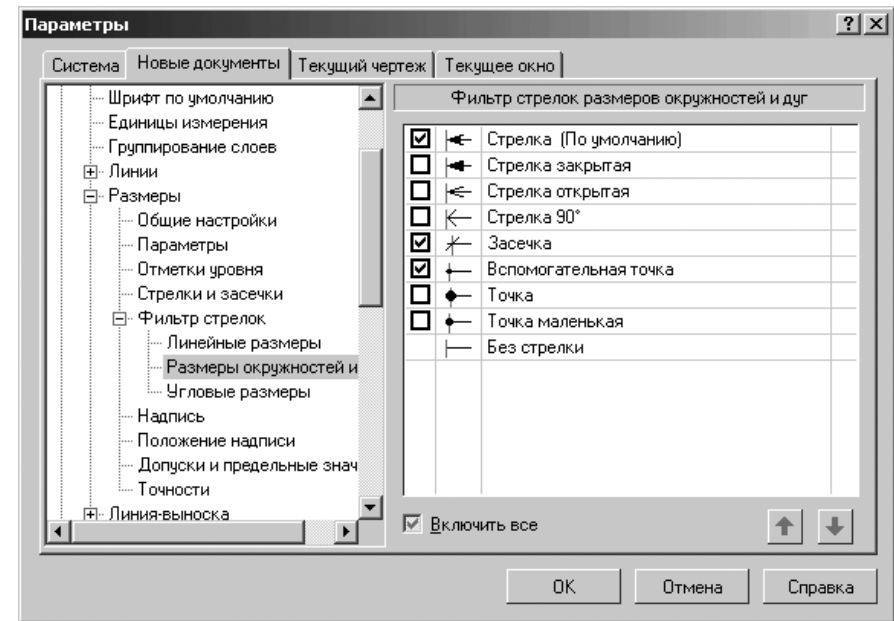 Параметры
Система Новые документы Текущий чертеж Текущее окно
Шрифт по умолчанию
Единицы измерения
Группирование слоев
Линии
Размеры
Общие настройки
Параметры
Отметки уровня
Стрелки и засечки
Фильтр стрелок
Линейные размеры
Размеры окружностей и
Угловые размеры
Надпись
Положение надписи
Допуски и предельные знач
Точности
Линия-выноска
Фильтр стрелок размеров окружностей и дуг
Стрелка (По умолчанию)
Стрелка закрытая
Стрелка открытая
Стрелка 90°
Засечка
Вспомогательная точка
Точка
Точка маленькая
Без стрелки
Включить все
OK Отмена Справка